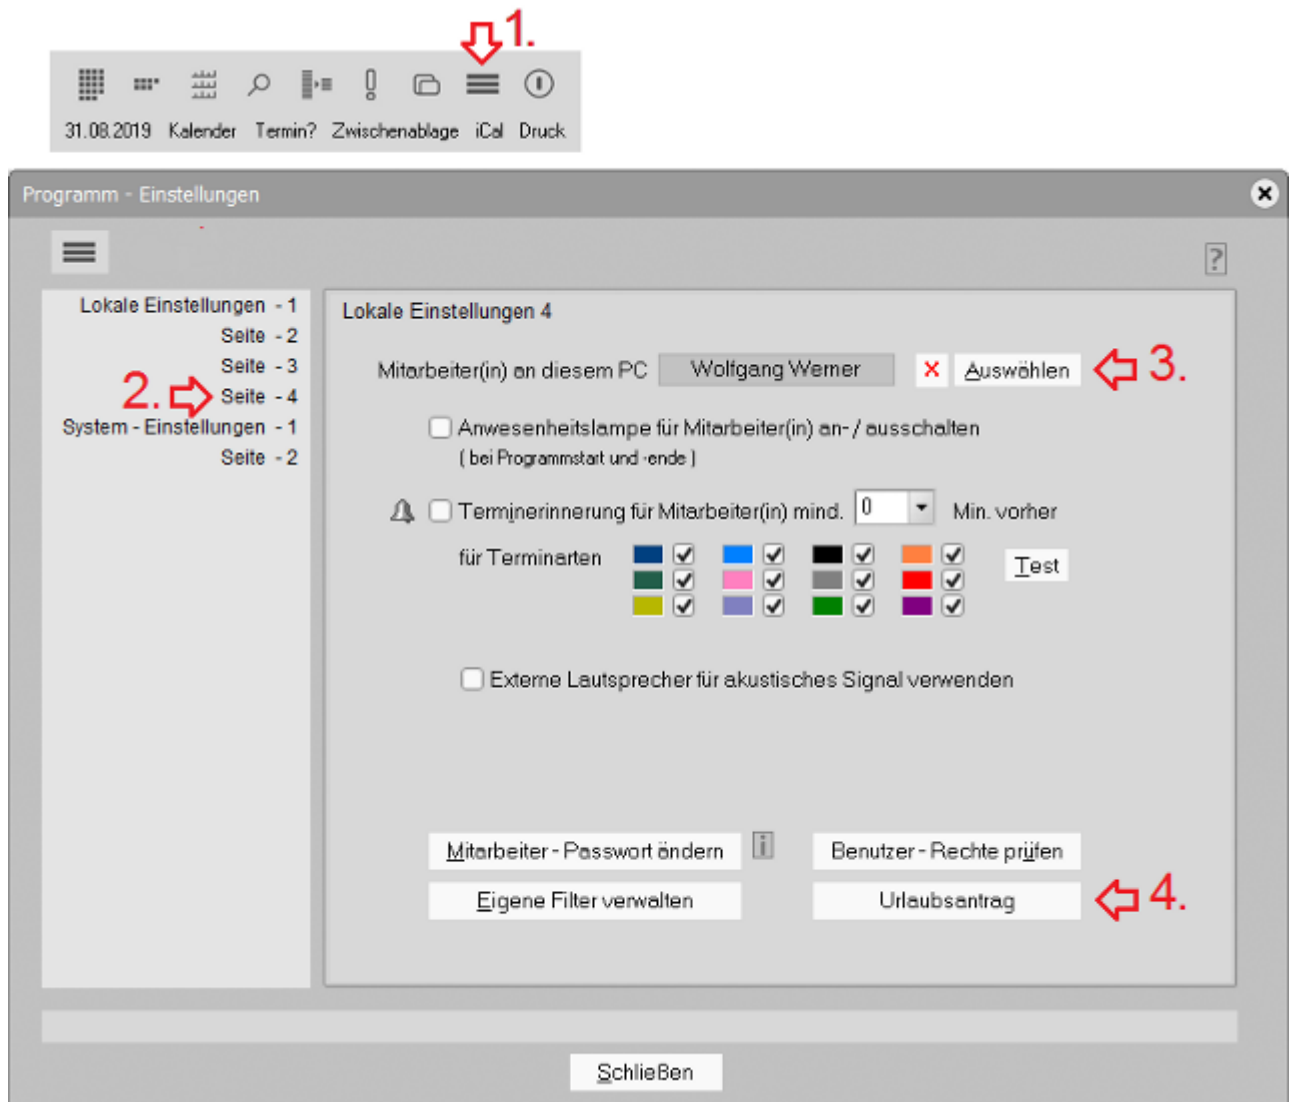 1.
31.08.2019 Kalender Termin? Zwischenablage iCal Druck
Programm - Einstellungen
?
Lokale Einstellungen - 1
Seite - 2
Seite - 3
2. Seite - 4
System - Einstellungen - 1
Seite - 2
Lokale Einstellungen 4
Mitarbeiter(in) an diesem PC Wolfgang Werner X Auswählen 3.
Anwesenheitslampe für Mitarbeiter(in) an- / ausschalten
( bei Programmstart und -ende )
Terminerinnerung für Mitarbeiter(in) mind. 0 Min. vorher
für Terminarten Test
Externe Lautsprecher für akustisches Signal verwenden
Mitarbeiter - Passwort ändern i Benutzer - Rechte prüfen
Eigene Filter verwalten Urlaubsantrag 4.
Schließen